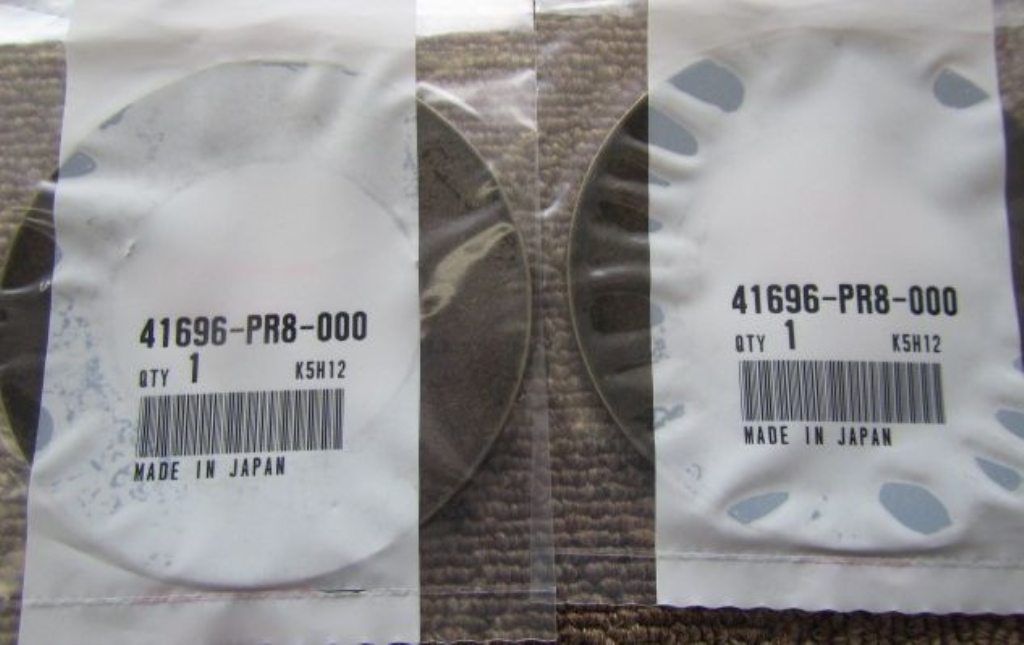 41696-PR8-000
QTY 1 K5H12
MADE IN JAPAN
41696-PR8-000
QTY 1 K5H12
MADE IN JAPAN